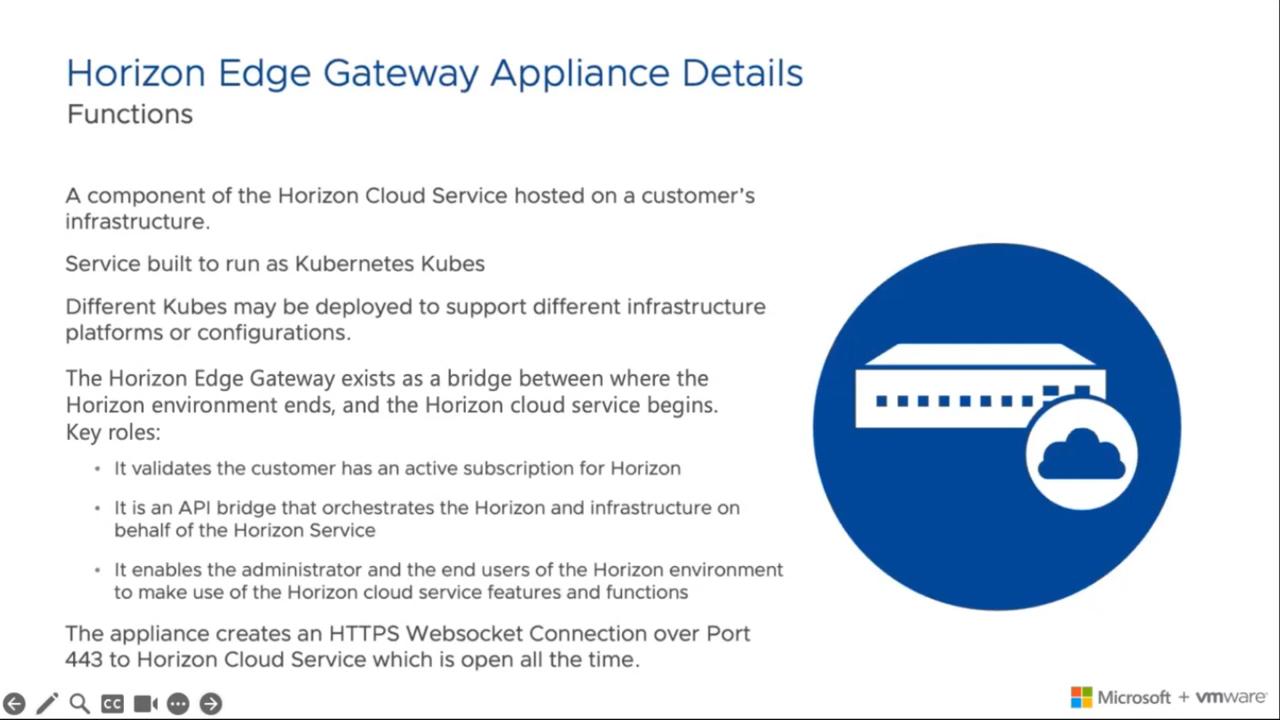 Horizon Edge Gateway Appliance Details
Functions
A component of the Horizon Cloud Service hosted on a customer's
infrastructure.
Service built to run as Kubernetes Kubes
Different Kubes may be deployed to support different infrastructure
platforms or configurations.
The Horizon Edge Gateway exists as a bridge between where the
Horizon environment ends, and the Horizon cloud service begins.
Key roles:
• It validates the customer has an active subscription for Horizon
• It is an API bridge that orchestrates the Horizon and infrastructure on
behalf of the Horizon Service
• It enables the administrator and the end users of the Horizon environment
to make use of the Horizon cloud service features and functions
The appliance creates an HTTPS Websocket Connection over Port
443 to Horizon Cloud Service which is open all the time.
CC
Microsoft + vmware